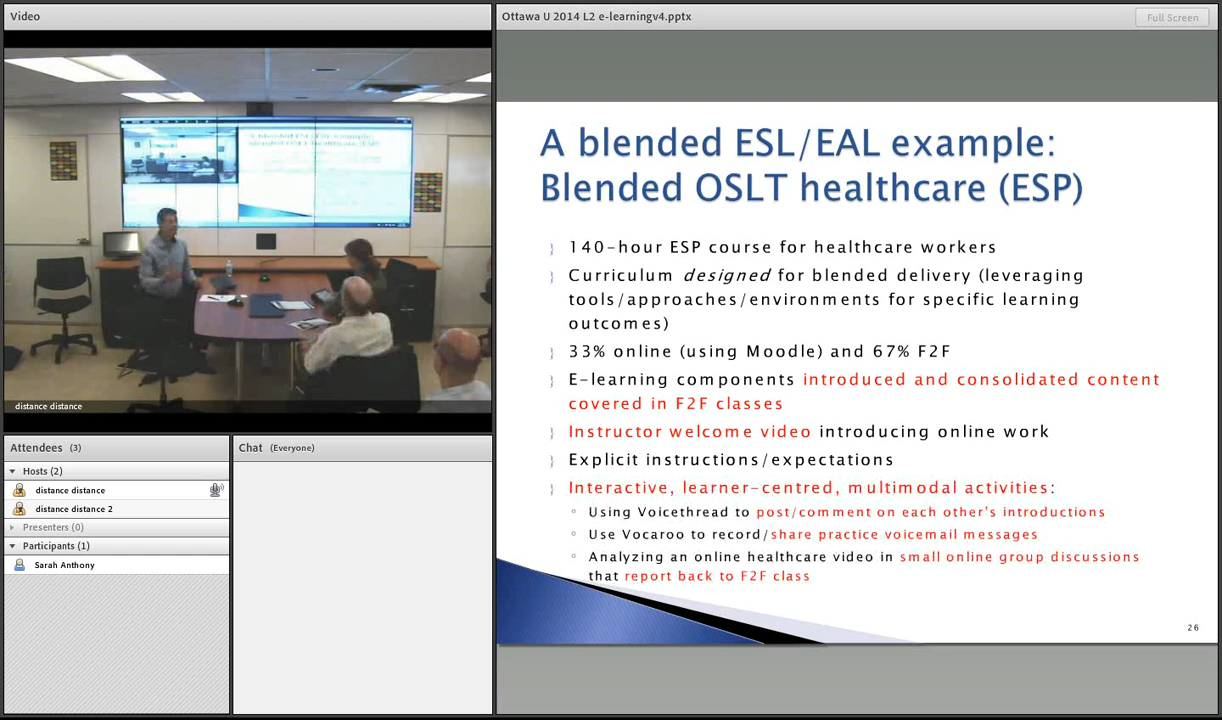 Video
distance distance
Attendees (3)
Hosts (2)
distance distance
distance distance 2
Presenters (0)
Participants (1)
Sarah Anthony
Chat (Everyone)
Ottawa U 2014 L2 e-learningv4.pptx
Full Screen
A blended ESL/EAL example:
Blended OSLT healthcare (ESP)
140-hour ESP course for healthcare workers
Curriculum designed for blended delivery (leveraging
tools/approaches/environments for specific learning
outcomes)
33% online (using Moodle) and 67% F2F
E-learning components introduced and consolidated content
covered in F2F classes
Instructor welcome video introducing online work
Explicit instructions/expectations
Interactive, learner-centred, multimodal activities:
Using Voicethread to post/comment on each other's introductions
Use Vocaroo to record/share practice voicemail messages
Analyzing an online healthcare video in small online group discussions
that report back to F2F class
26